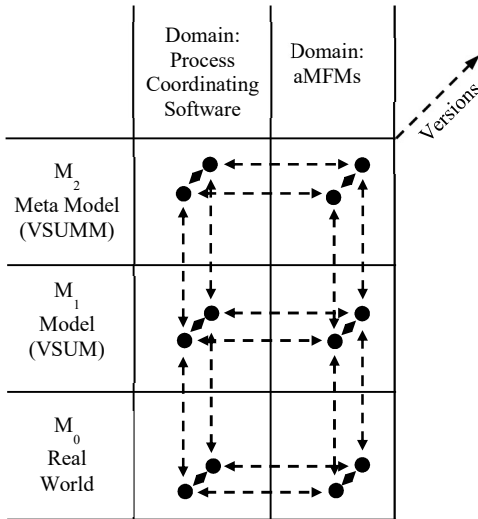 Domain:
Process
Coordinating
Software
Domain:
aMFMs
Versions
M2
Meta Model
(VSUMM)
M1
Model
(VSUM)
M0
Real
World